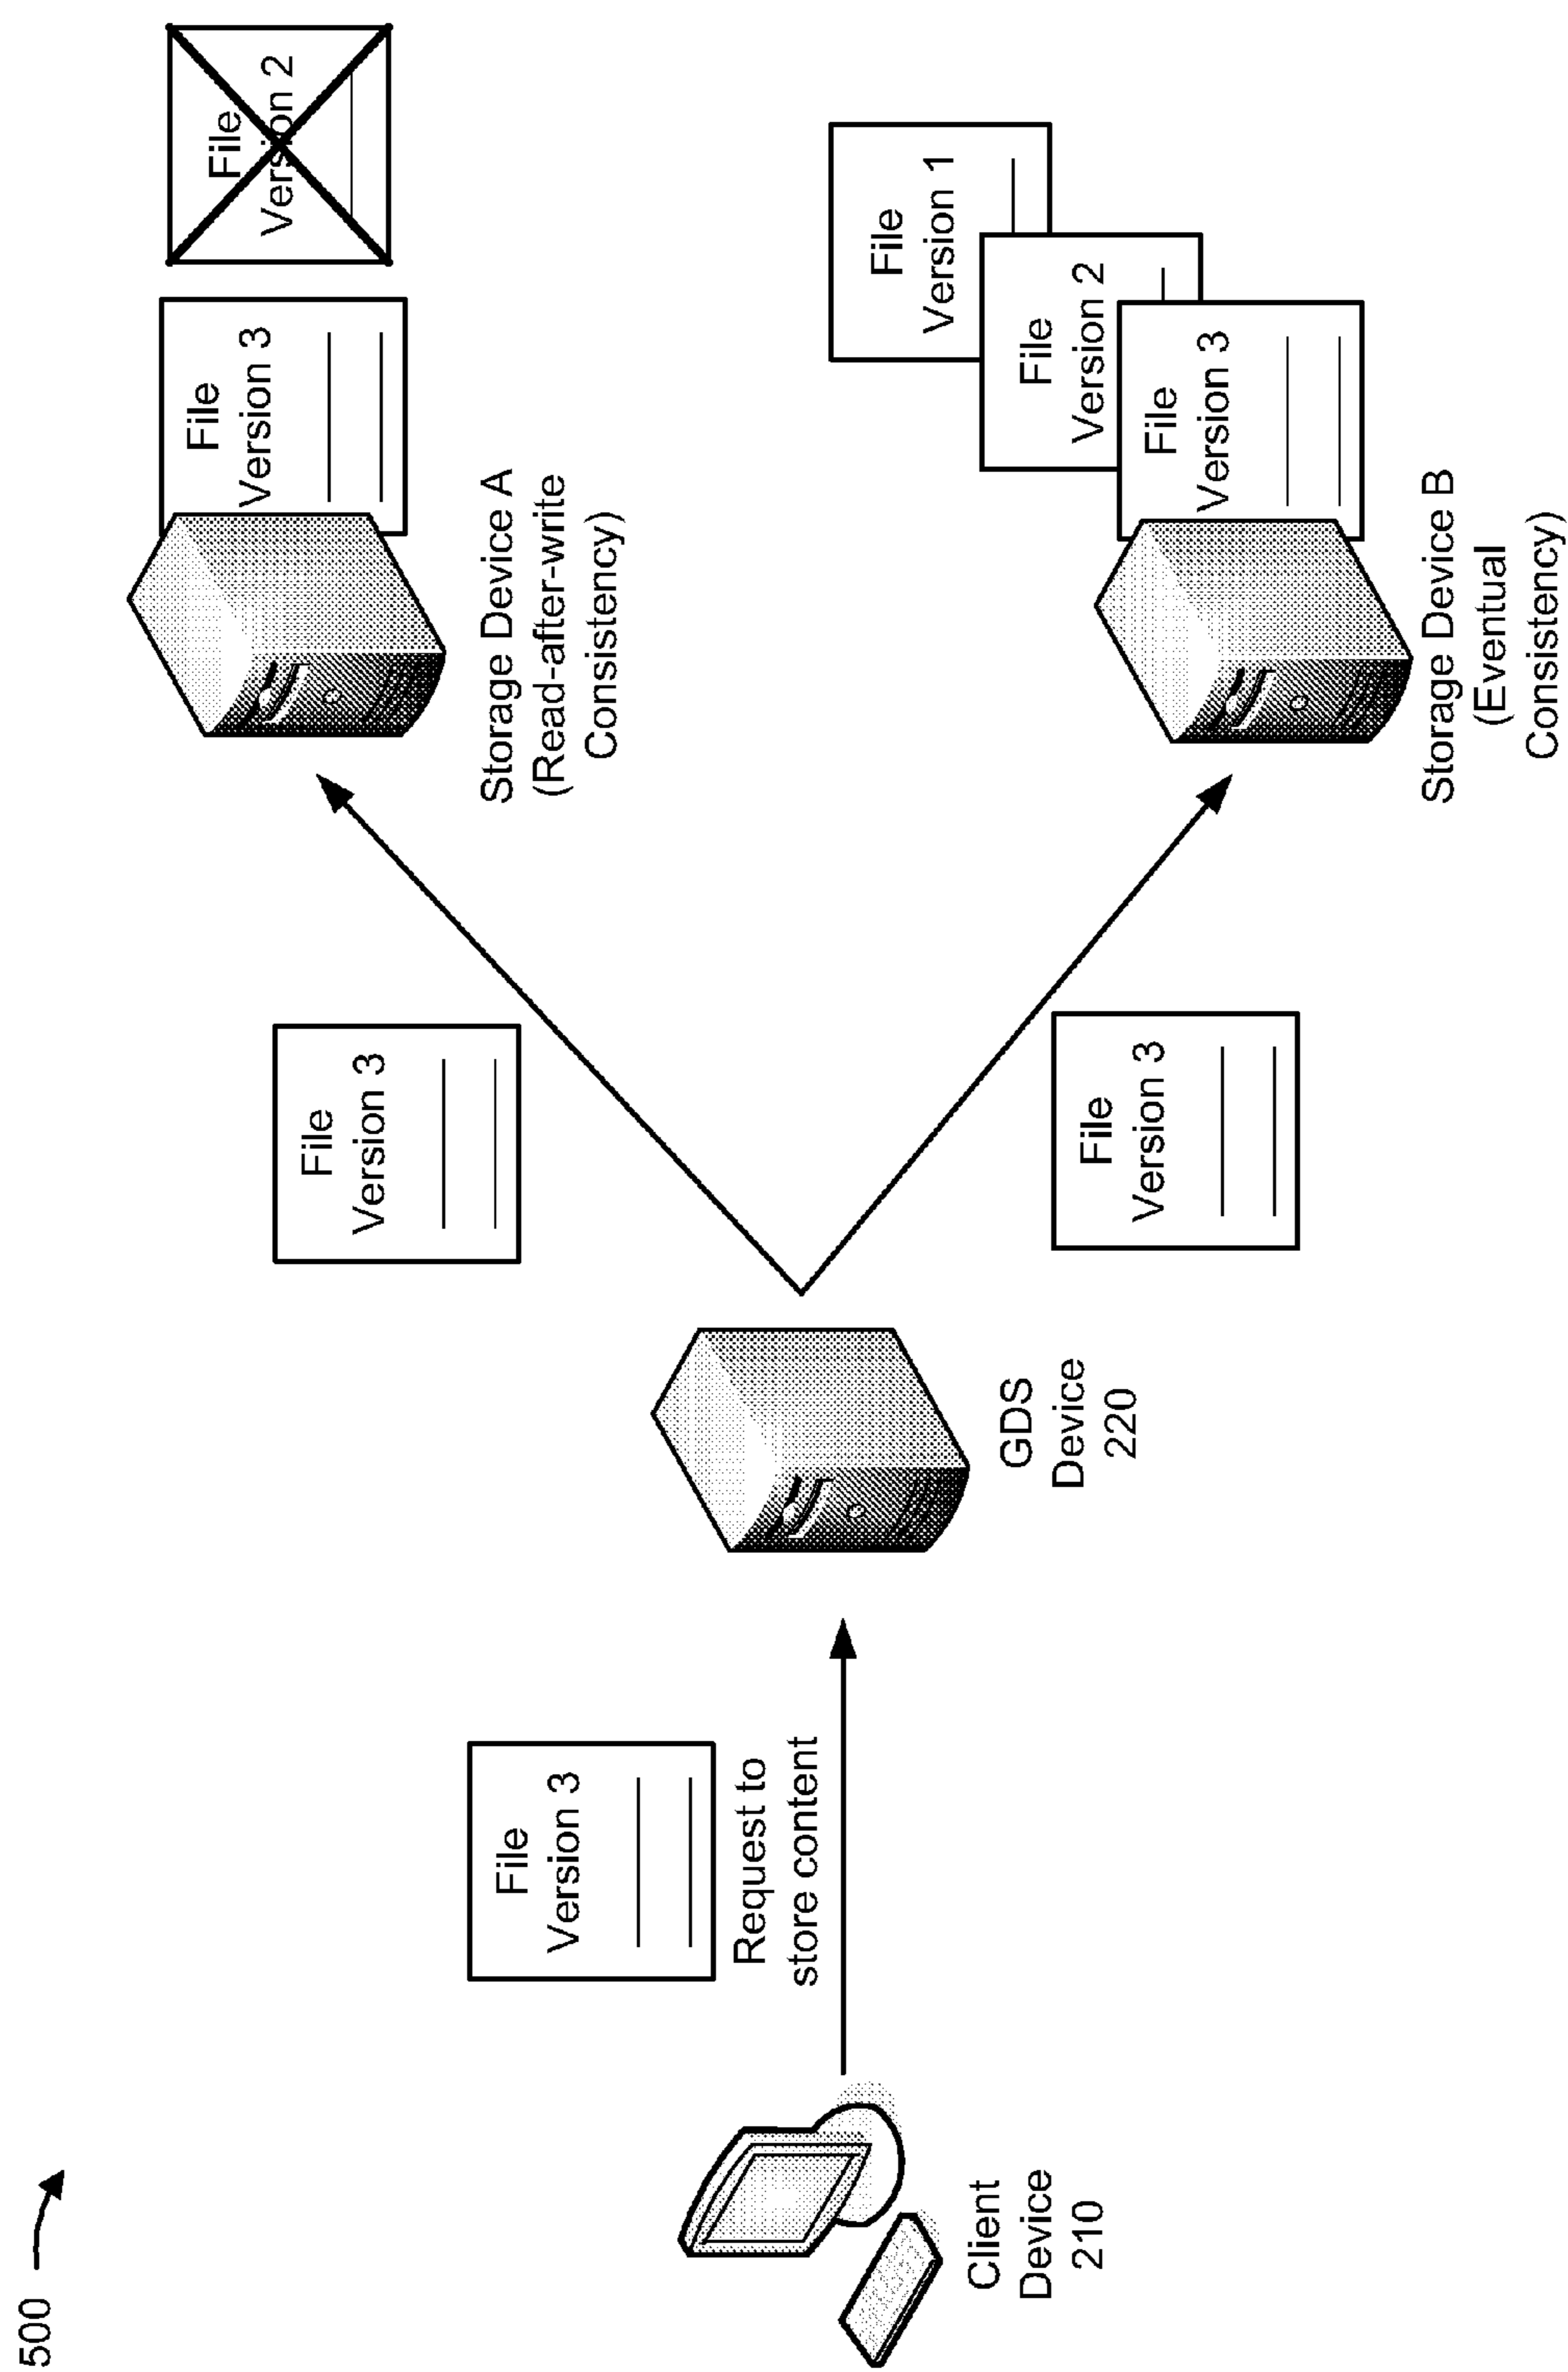 500
File
Version 3
Request to
store content
Client
Device
210
GDS
Device
220
File
Version 3
File
Version 3
File
Version 3
File
Version 2
Storage Device A
(Read-after-write
Consistency)
File
Version 1
File
Version 2
File
Version 3
Storage Device B
(Eventual
Consistency)